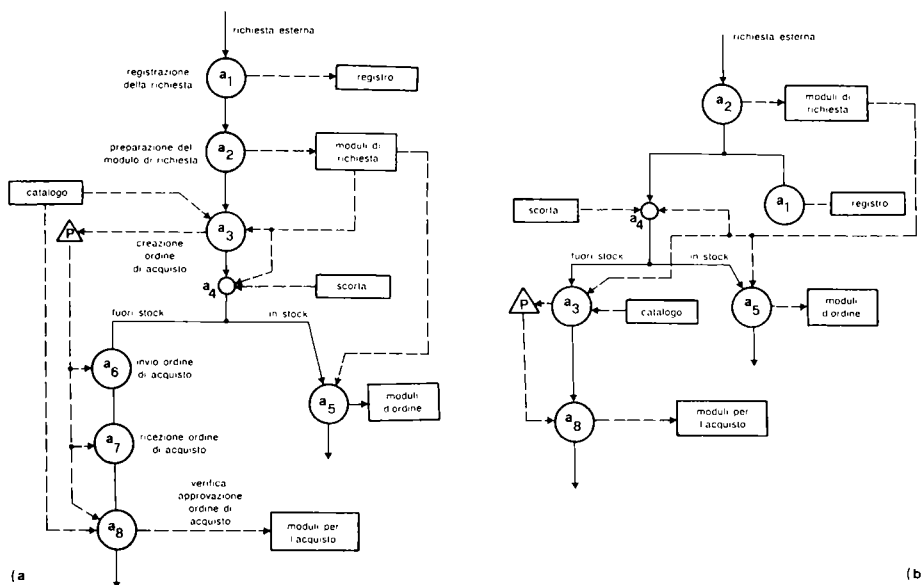 richiesta esterna
a1
registrazione
della richiesta
registro
a2
preparazione del
modulo di richiesta
moduli di
richiesta
catalogo
a3
P
creazione
ordine
di acquisto
a4
scorta
fuori stock
in stock
a6
invio ordine
di acquisto
a5
moduli
d'ordine
a7
ricezione ordine
di acquisto
verifica
approvazione
ordine di
acquisto
a8
moduli per
l'acquisto
(a
richiesta esterna
a2
moduli di
richiesta
a1
registro
scorta
a4
fuori stock
in stock
a3
P
catalogo
a5
moduli
d'ordine
a8
moduli per
l'acquisto
(b